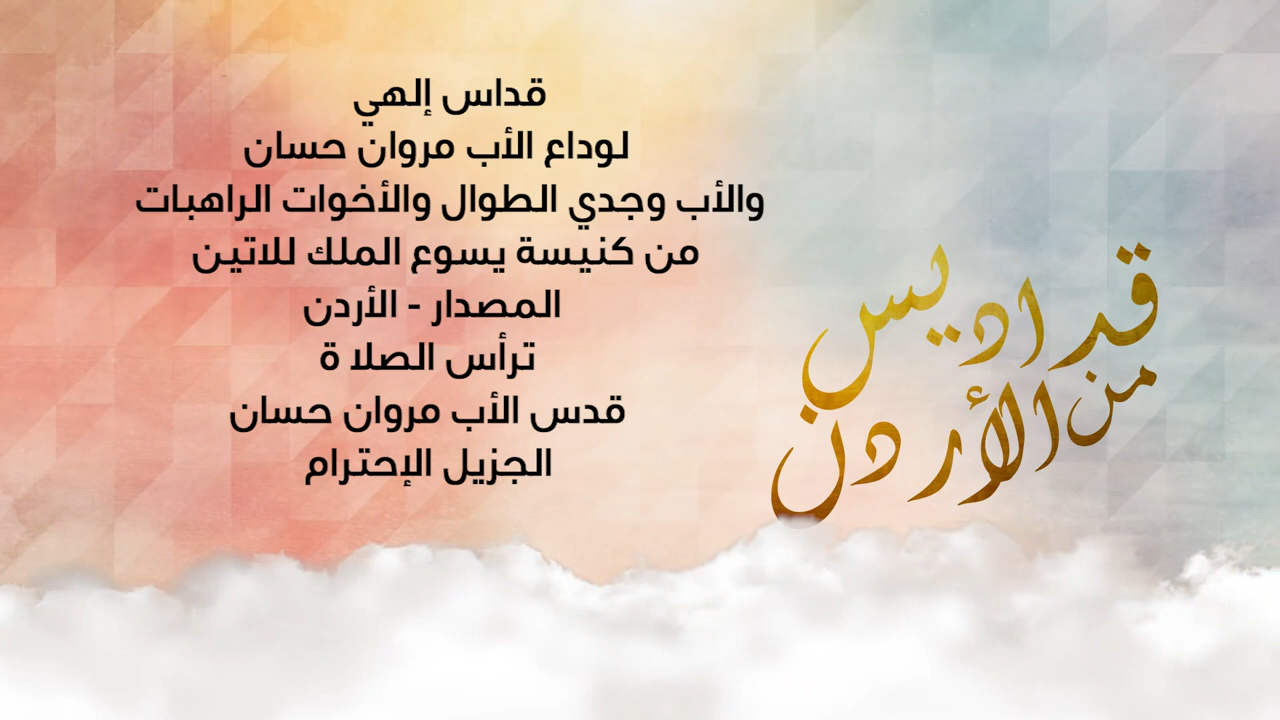 قداس إلهي
لوداع الأب مروان حسان
والأب وجدي الطوال والأخوات الراهبات
من كنيسة يسوع الملك للاتين
المصدار - الأردن
ترأس الصلا ة
قدس الأب مروان حسان
الجزيل الإحترام
قداديس
من الأردن